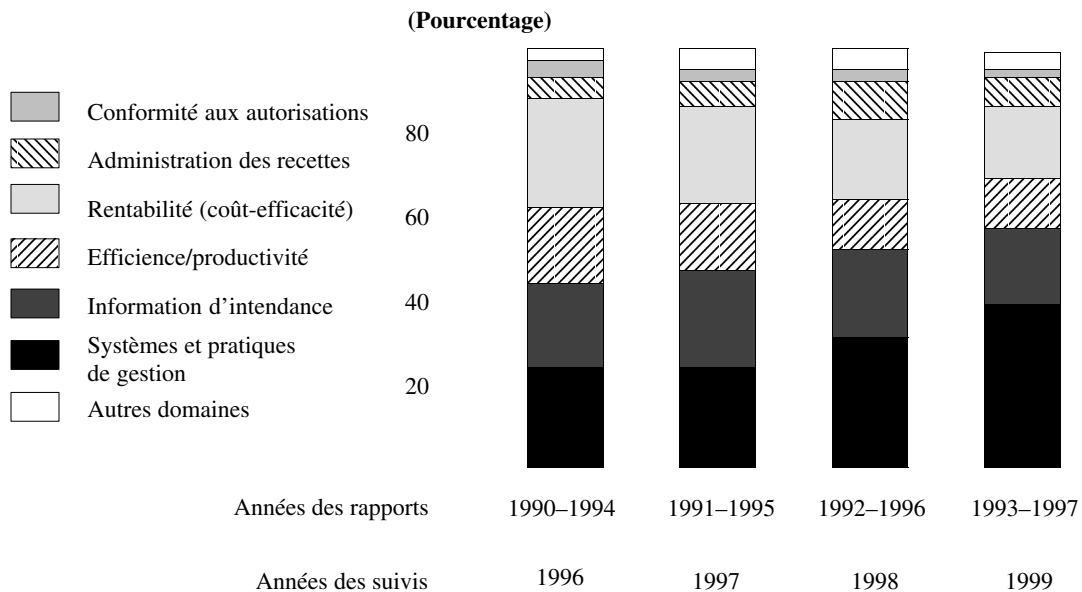 (Pourcentage)
Conformité aux autorisations
80
Administration des recettes
Rentabilité (coût-efficacité)
60
Efficience/productivité
Information d'intendance
40
Systèmes et pratiques
de gestion
20
Autres domaines
Années des rapports 1990–1994 1991–1995 1992–1996 1993–1997
Années des suivis 1996 1997 1998 1999